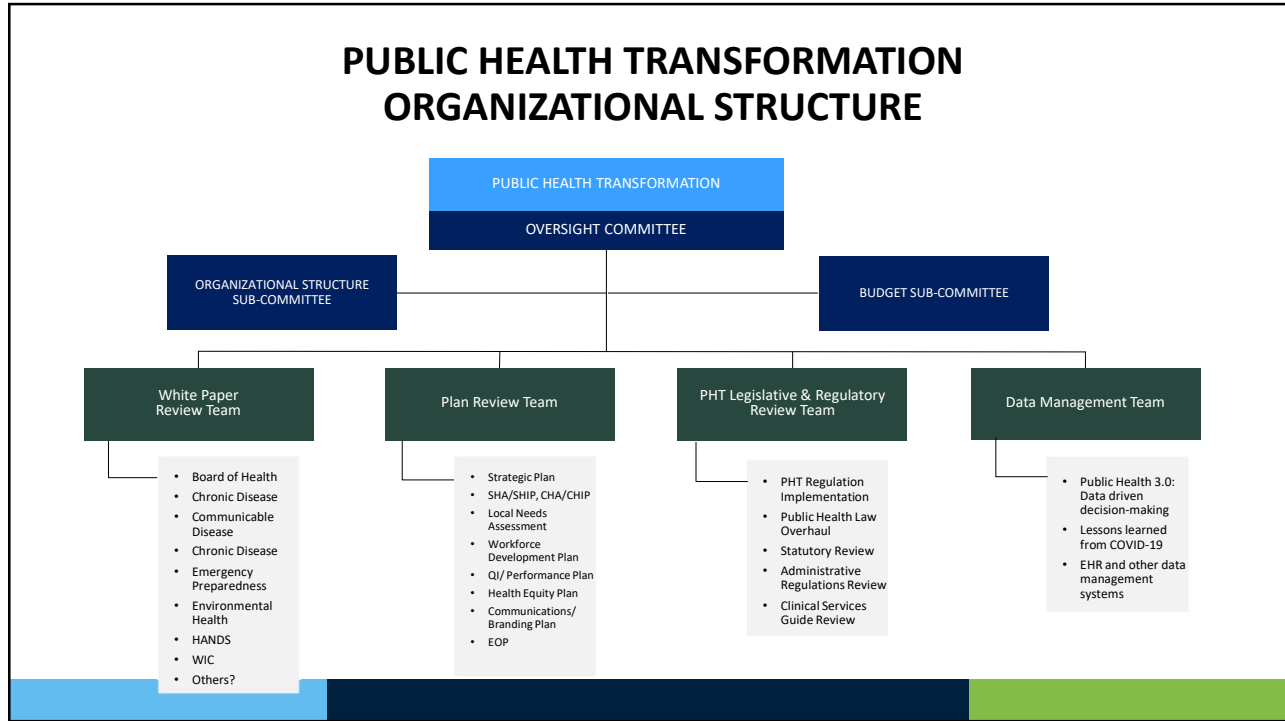 PUBLIC HEALTH TRANSFORMATION
ORGANIZATIONAL STRUCTURE
PUBLIC HEALTH TRANSFORMATION
OVERSIGHT COMMITTEE
ORGANIZATIONAL STRUCTURE
SUB-COMMITTEE
BUDGET SUB-COMMITTEE
White Paper
Review Team
• Board of Health
• Chronic Disease
• Communicable
Disease
• Chronic Disease
• Emergency
Preparedness
• Environmental
Health
• HANDS
• WIC
• Others?
Plan Review Team
• Strategic Plan
• SHA/SHIP, CHA/CHIP
• Local Needs
Assessment
• Workforce
Development Plan
• QI/ Performance Plan
• Health Equity Plan
• Communications/
Branding Plan
• EOP
PHT Legislative & Regulatory
Review Team
• PHT Regulation
Implementation
• Public Health Law
Overhaul
• Statutory Review
• Administrative
Regulations Review
• Clinical Services
Guide Review
Data Management Team
• Public Health 3.0:
Data driven
decision-making
• Lessons learned
from COVID-19
• EHR and other data
management
systems